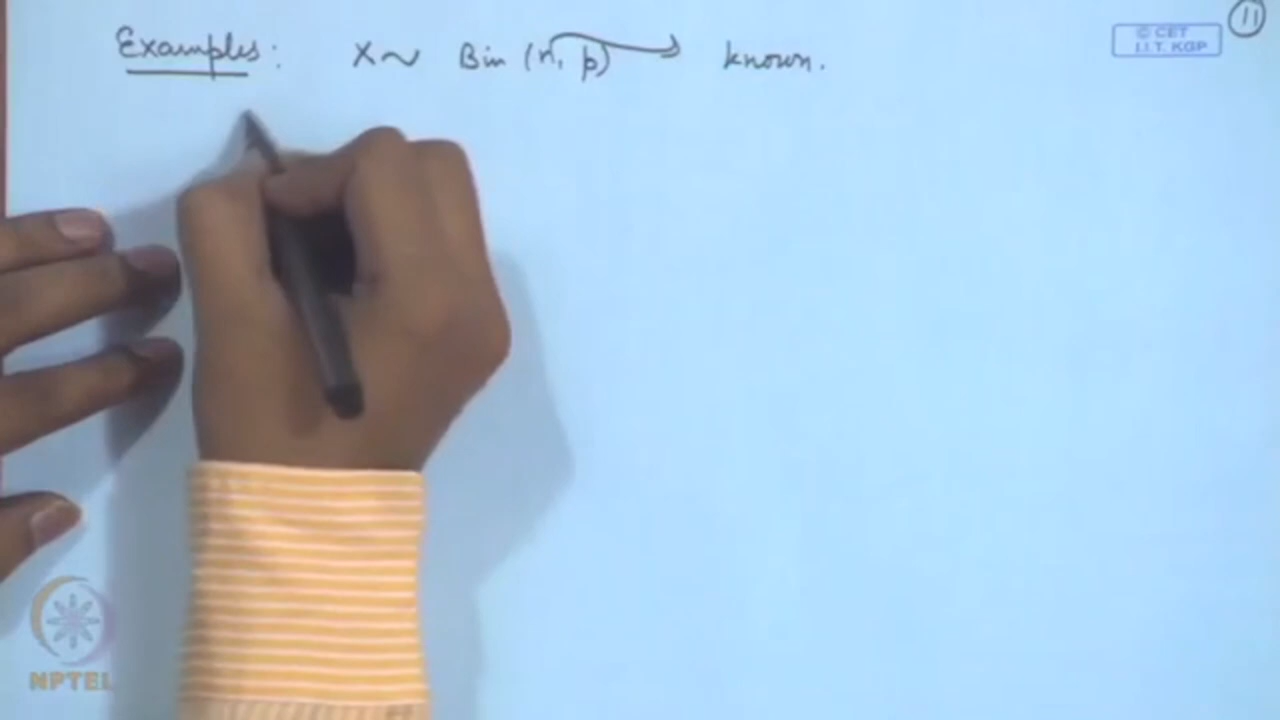 Examples: X ~ Bin (n, p) → known.
11
© CET
I.I.T. KGP
NPTEL